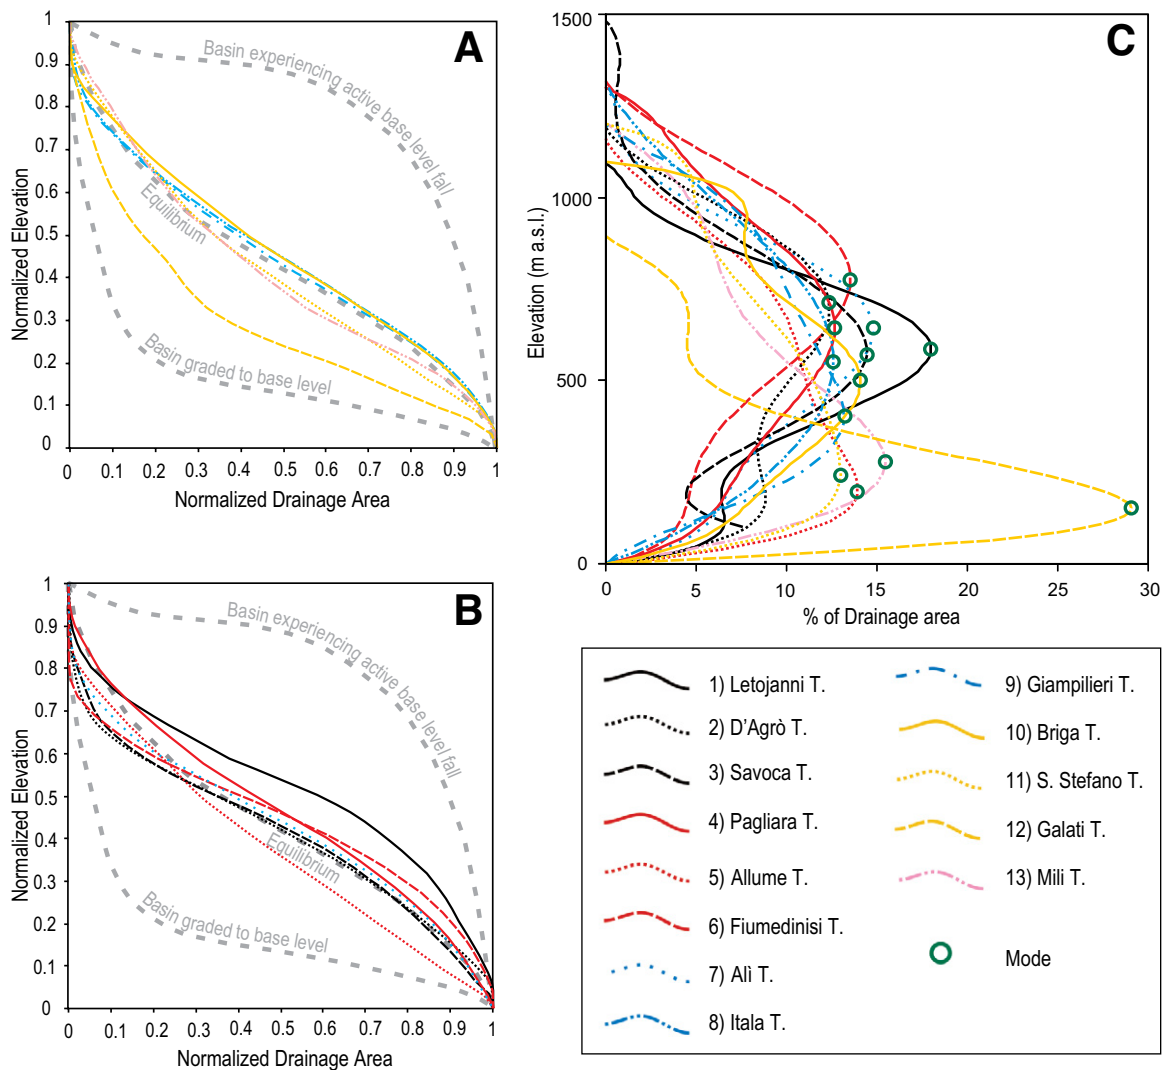 A
1
0.9
0.8
0.7
0.6
0.5
0.4
0.3
0.2
0.1
0
Normalized Elevation
Basin experiencing active base level fall
Equilibrium
Basin graded to base level
0 0.1 0.2 0.3 0.4 0.5 0.6 0.7 0.8 0.9 1
Normalized Drainage Area
B
1
0.9
0.8
0.7
0.6
0.5
0.4
0.3
0.2
0.1
0
Normalized Elevation
Basin experiencing active base level fall
Equilibrium
Basin graded to base level
0 0.1 0.2 0.3 0.4 0.5 0.6 0.7 0.8 0.9 1
Normalized Drainage Area
C
1500
1000
500
0
Elevation (m a.s.l.)
0 5 10 15 20 25 30
% of Drainage area
1) Letojanni T.
2) D'Agrò T.
3) Savoca T.
4) Pagliara T.
5) Allume T.
6) Fiumedinisi T.
7) Alì T.
8) Itala T.
9) Giampilieri T.
10) Briga T.
11) S. Stefano T.
12) Galati T.
13) Mili T.
Mode